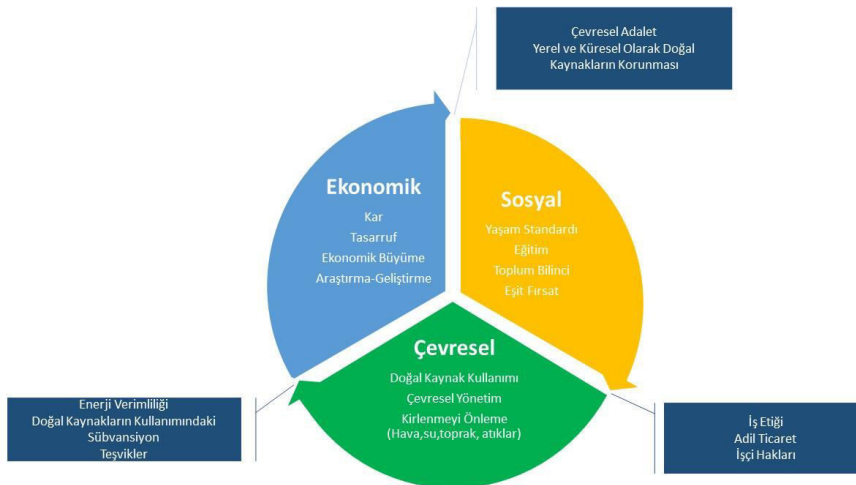 Çevresel Adalet
Yerel ve Küresel Olarak Doğal
Kaynakların Korunması
Ekonomik
Kar
Tasarruf
Ekonomik Büyüme
Araştırma-Geliştirme
Sosyal
Yaşam Standardı
Eğitim
Toplum Bilinci
Eşit Fırsat
Çevresel
Doğal Kaynak Kullanımı
Çevresel Yönetim
Kirlenmeyi Önleme
(Hava,su,toprak, atıklar)
Enerji Verimliliği
Doğal Kaynakların Kullanımındaki
Sübvansiyon
Teşvikler
İş Etiği
Adil Ticaret
İşçi Hakları